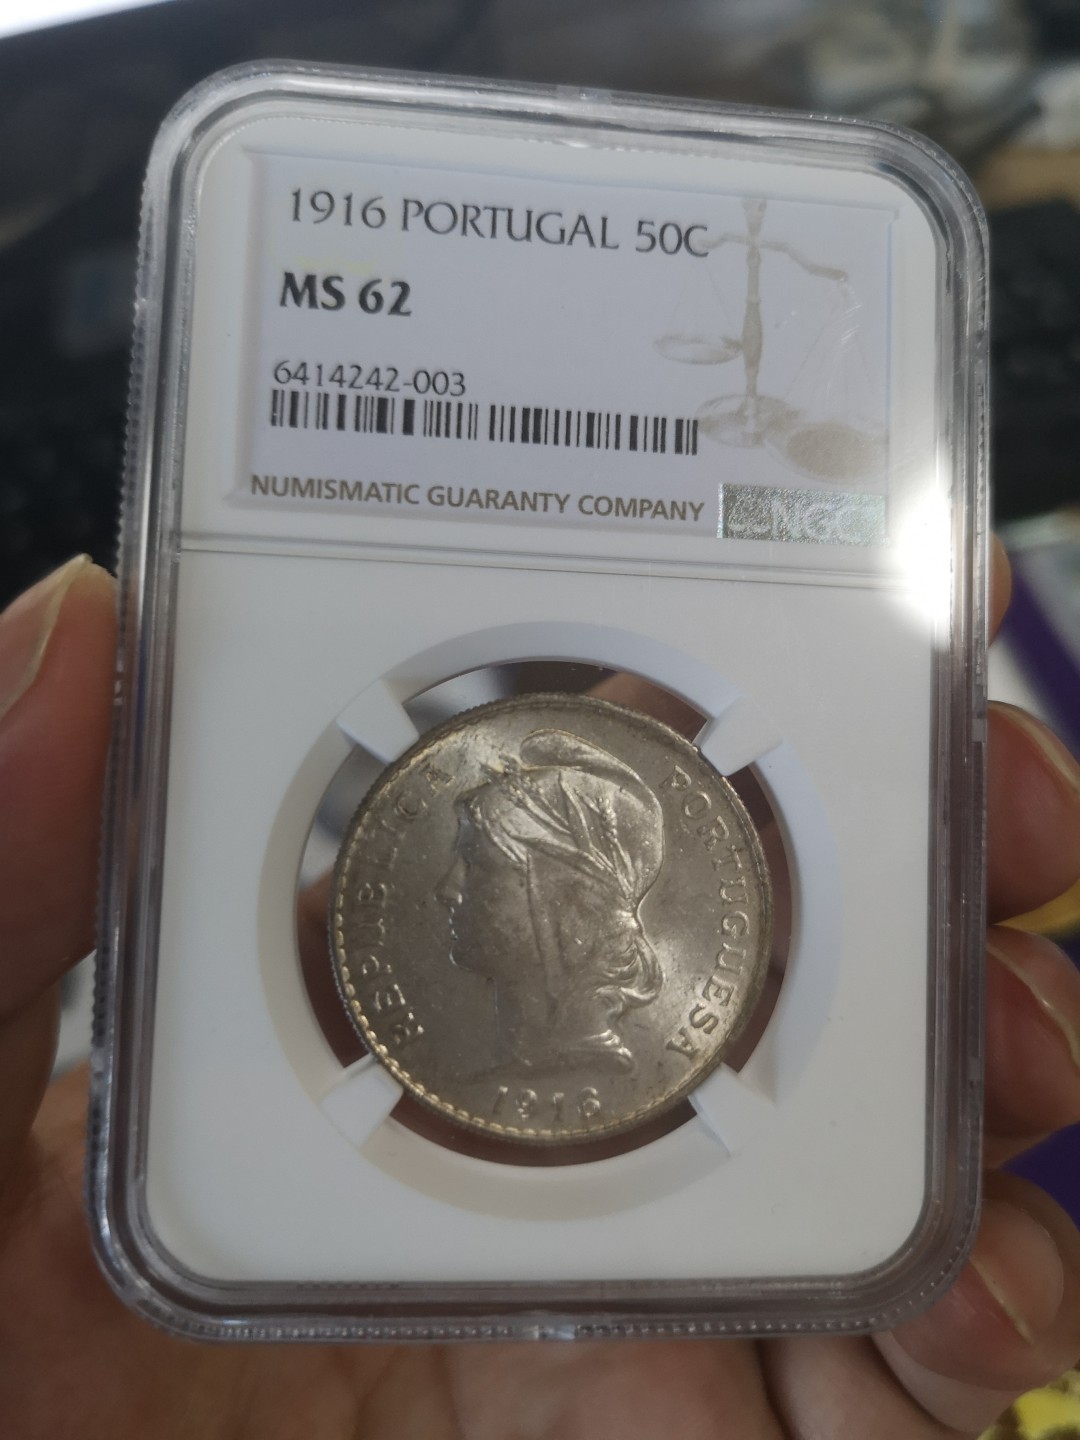 1916 PORTUGAL 50C
MS 62
6414242-003
NUMISMATIC GUARANTY COMPANY
NGC
REPUBLICA PORTUGUESA
1916